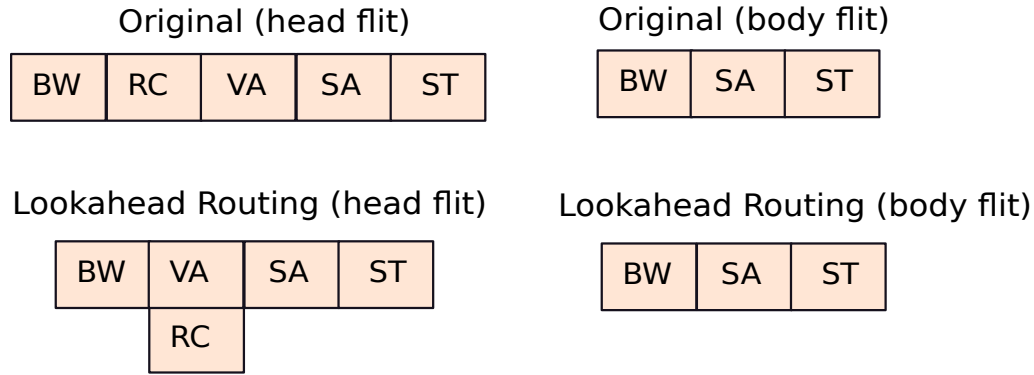 Original (head flit)
BW RC VA SA ST
Original (body flit)
BW SA ST
Lookahead Routing (head flit)
BW VA SA ST
RC
Lookahead Routing (body flit)
BW SA ST